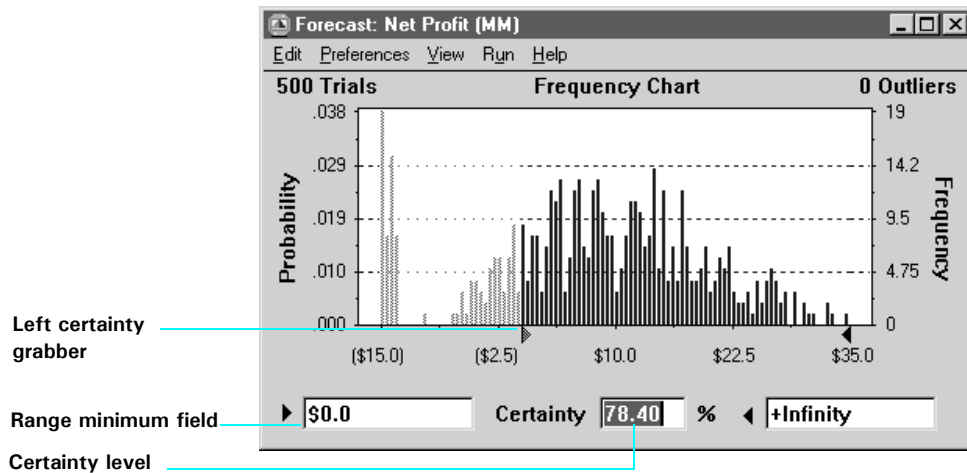 Forecast: Net Profit (MM)
Edit Preferences View Run Help
500 Trials Frequency Chart 0 Outliers
.038
.029
.019
.010
.000
Probability
19
14.2
9.5
4.75
0
Frequency
($15.0) ($2.5) $10.0 $22.5 $35.0
Left certainty
grabber
Range minimum field
$0.0 Certainty 78.40 % +Infinity
Certainty level